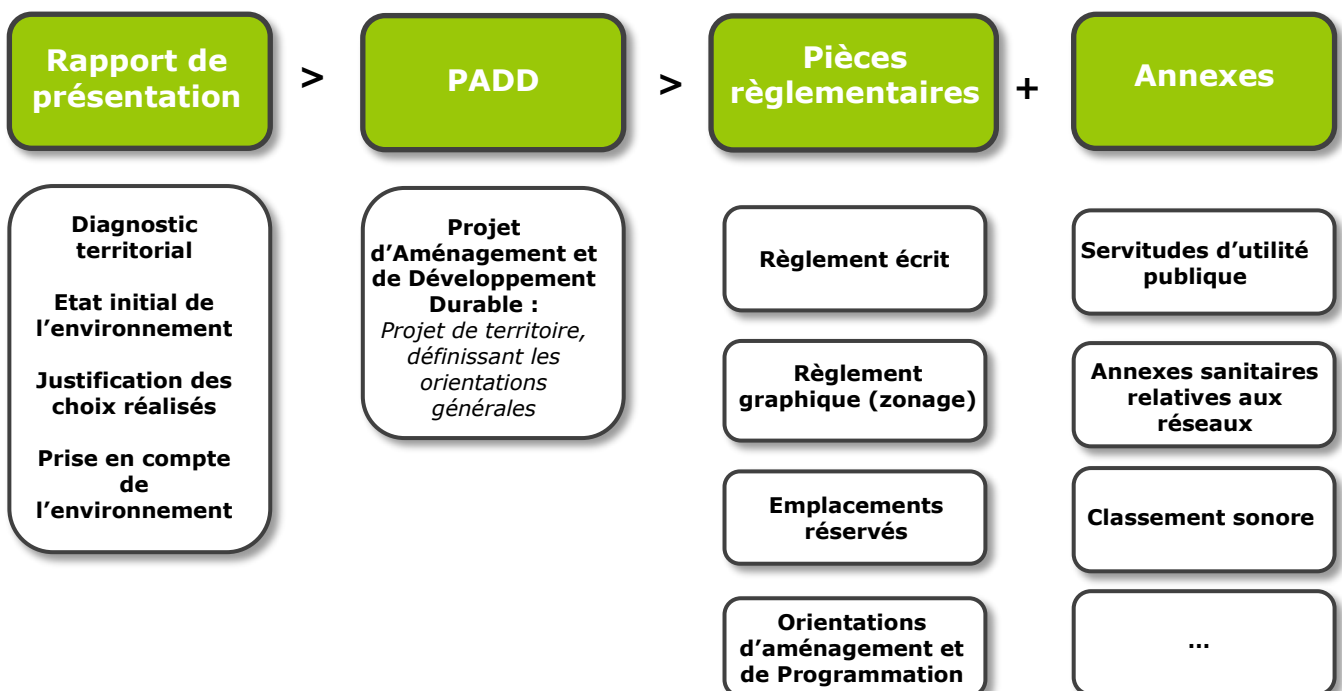 Rapport de
présentation
>
PADD
>
Pièces
règlementaires
+
Annexes
Diagnostic
territorial
Etat initial de
l’environnement
Justification des
choix réalisés
Prise en compte
de
l’environnement
Projet
d’Aménagement et
de Développement
Durable :
Projet de territoire,
définissant les
orientations
générales
Règlement écrit
Règlement
graphique (zonage)
Emplacements
réservés
Orientations
d’aménagement et
de Programmation
Servitudes d’utilité
publique
Annexes sanitaires
relatives aux
réseaux
Classement sonore
...